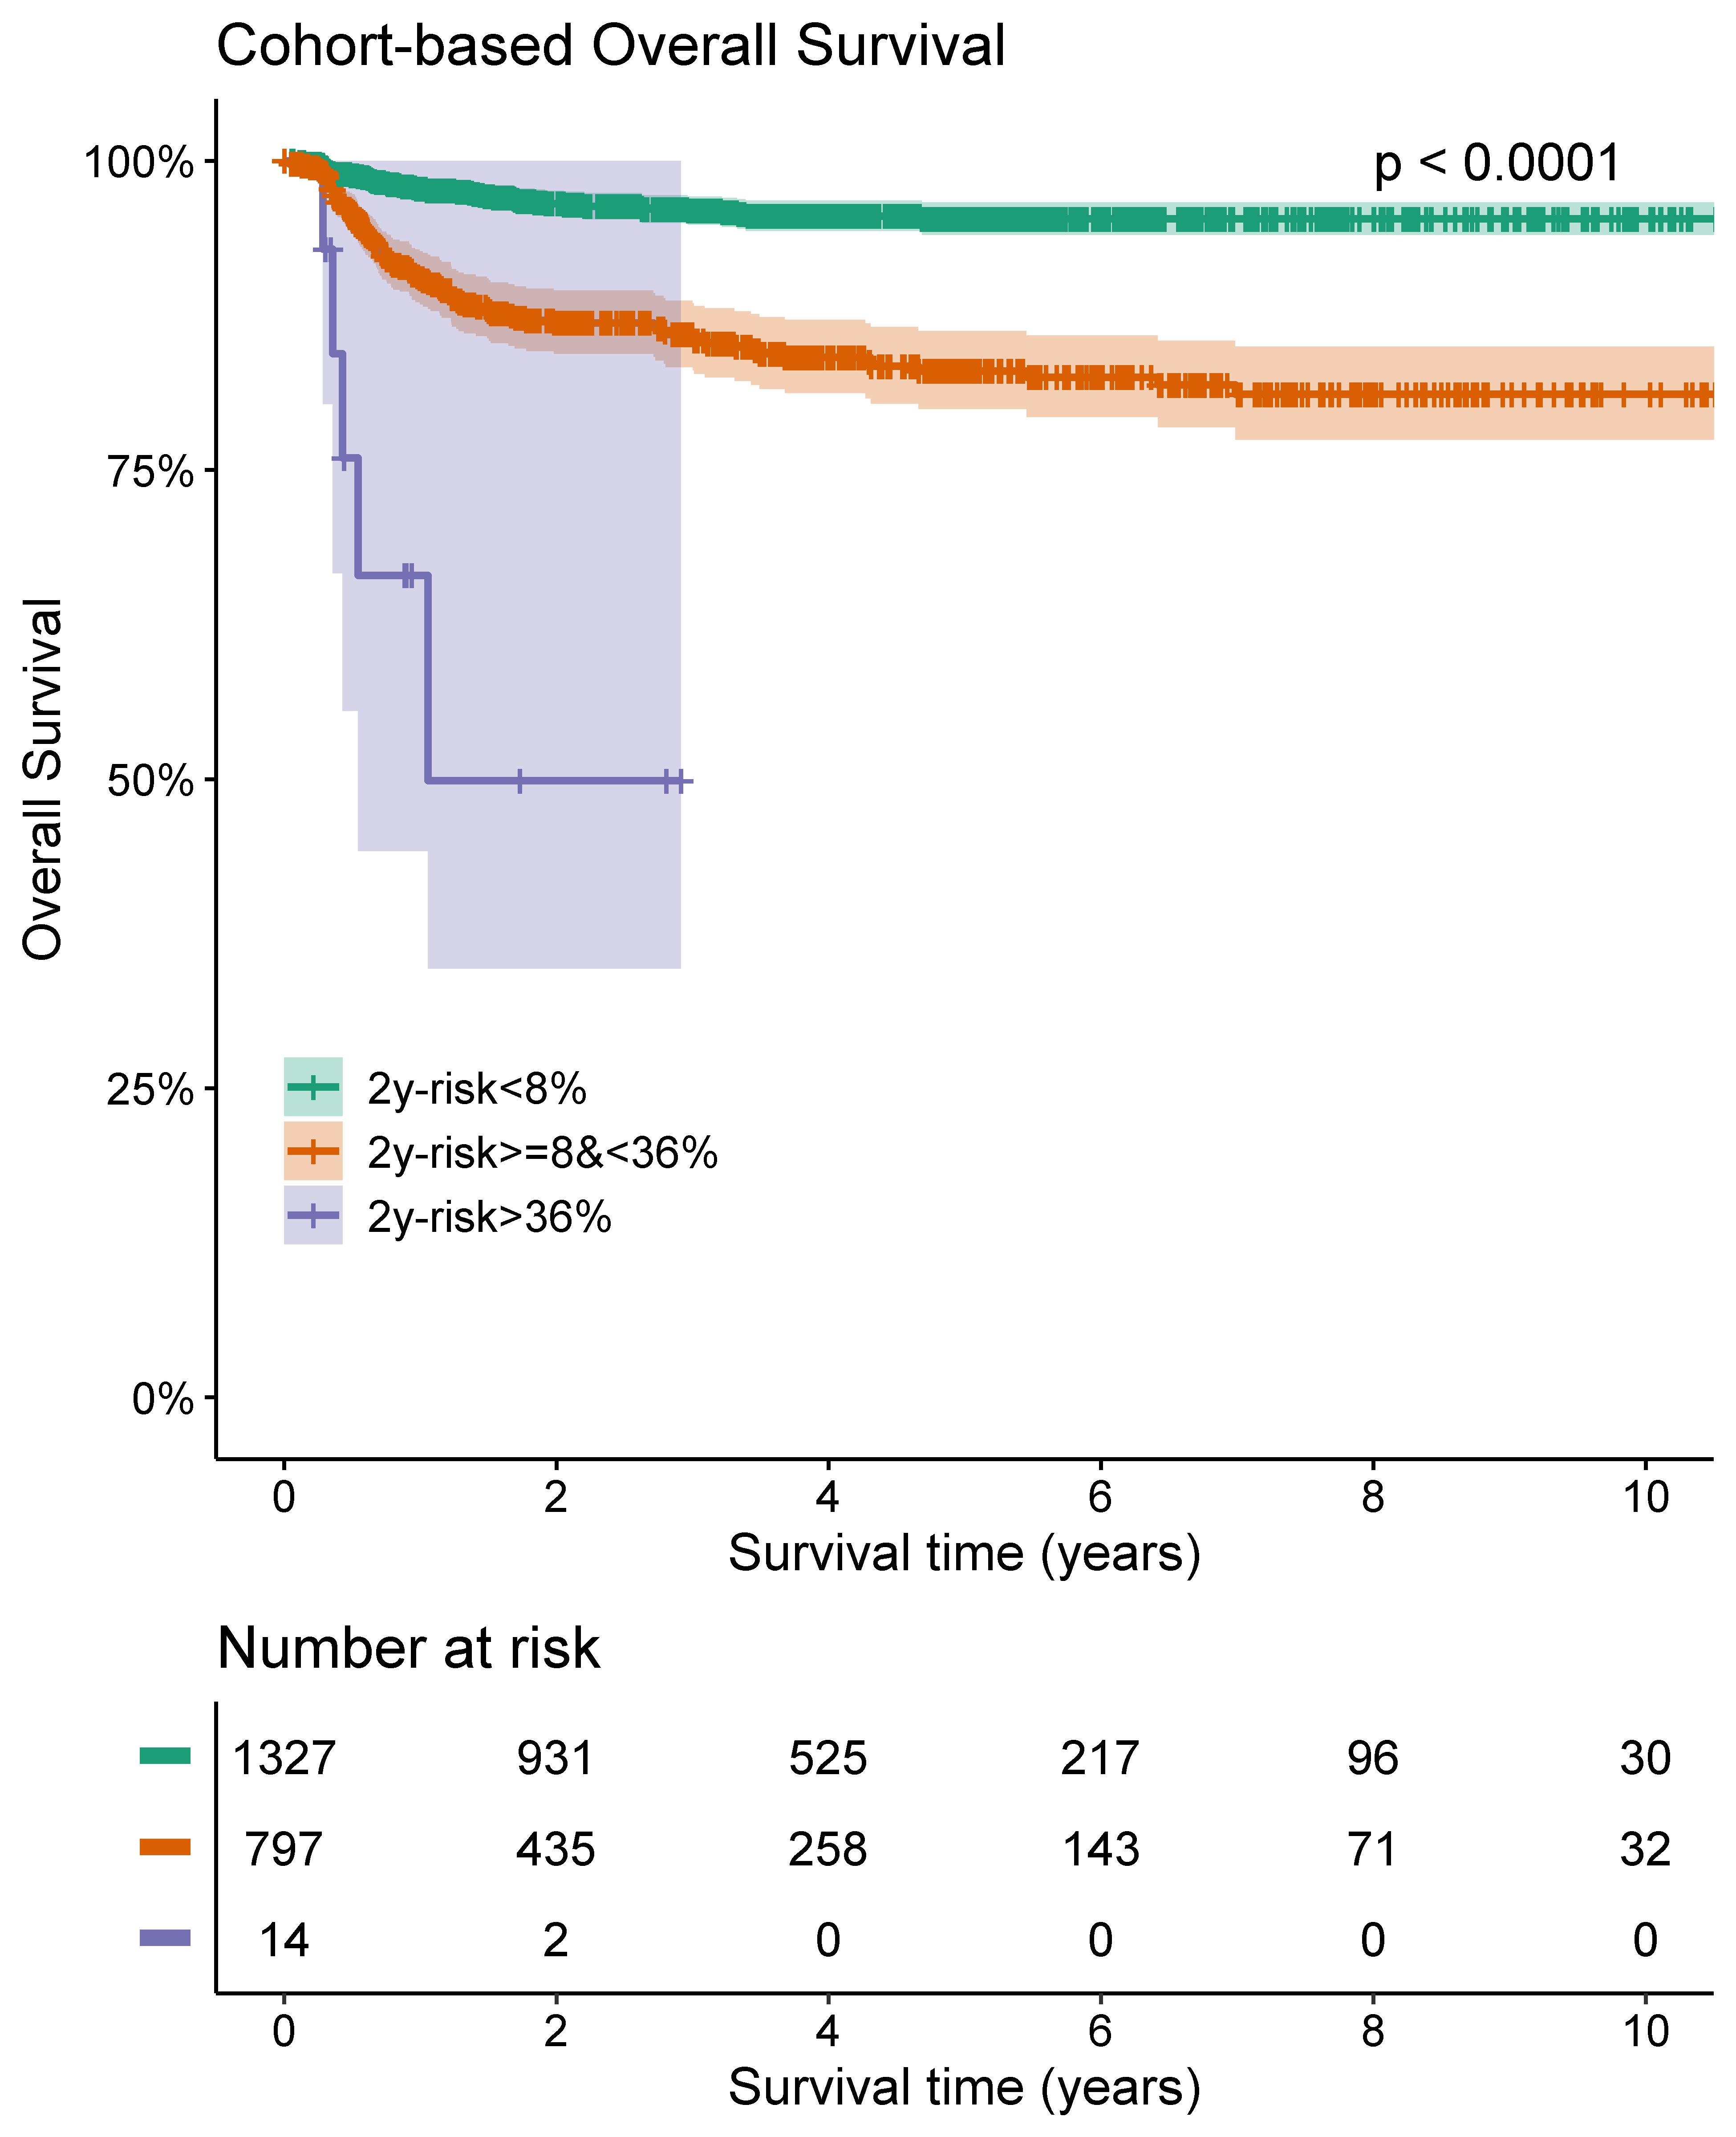 Cohort-based Overall Survival
p < 0.0001
100%
75%
50%
25%
0%
Overall Survival
2y-risk<8%
2y-risk>=8&<36%
2y-risk>36%
0 2 4 6 8 10
Survival time (years)
Number at risk
1327 931 525 217 96 30
797 435 258 143 71 32
14 2 0 0 0 0
0 2 4 6 8 10
Survival time (years)